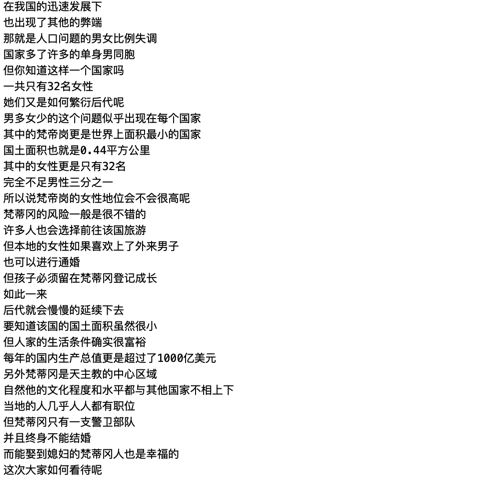 在我国的迅速发展下
也出现了其他的弊端
那就是人口问题的男女比例失调
国家多了许多的单身男同胞
但你知道这样一个国家吗
一共只有32名女性
她们又是如何繁衍后代呢
男多女少的这个问题似乎出现在每个国家
其中的梵帝岗更是世界上面积最小的国家
国土面积也就是0.44平方公里
其中的女性更是只有32名
完全不足男性三分之一
所以说梵帝岗的女性地位会不会很高呢
梵蒂冈的风险一般是很不错的
许多人也会选择前往该国旅游
但本地的女性如果喜欢上了外来男子
也可以进行通婚
但孩子必须留在梵蒂冈登记成长
如此一来
后代就会慢慢的延续下去
要知道该国的国土面积虽然很小
但人家的生活条件确实很富裕
每年的国内生产总值更是超过了1000亿美元
另外梵蒂冈是天主教的中心区域
自然他的文化程度和水平都与其他国家不相上下
当地的人几乎人人都有职位
但梵蒂冈只有一支警卫部队
并且终身不能结婚
而能娶到媳妇的梵蒂冈人也是幸福的
这次大家如何看待呢